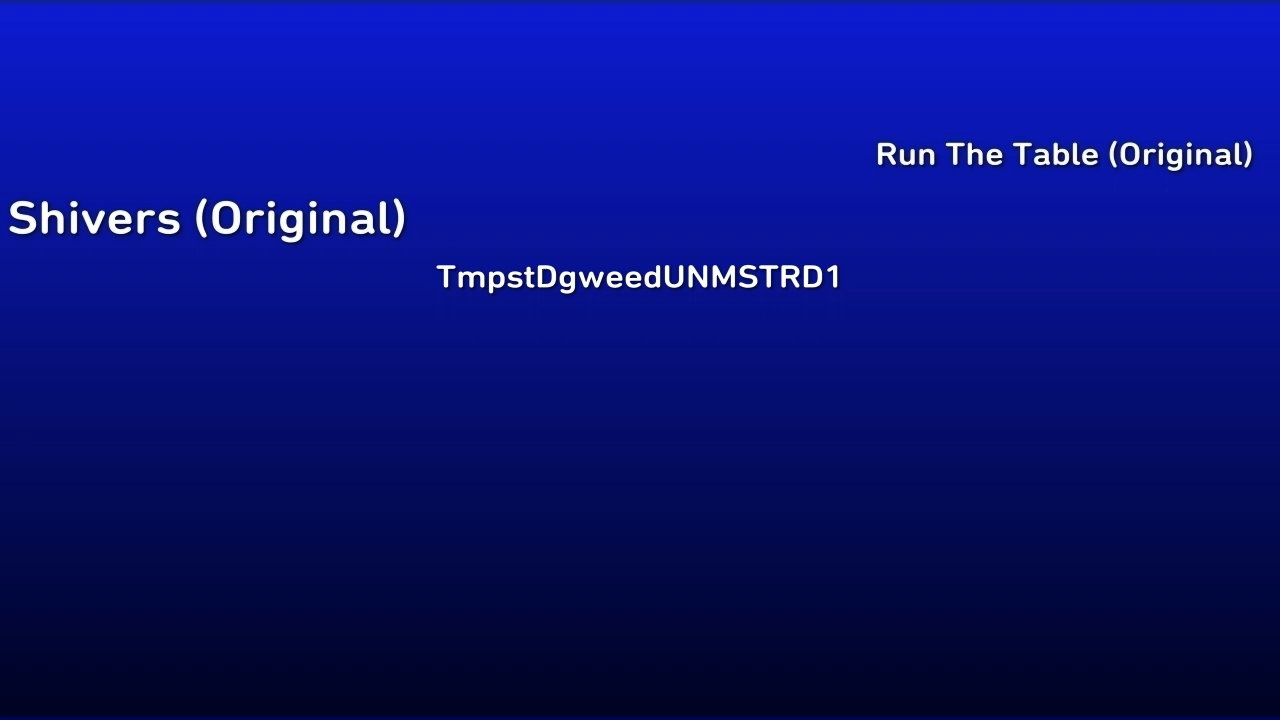 Run The Table (Original)
Shivers (Original)
TmpstDgweedUNMSTRD1